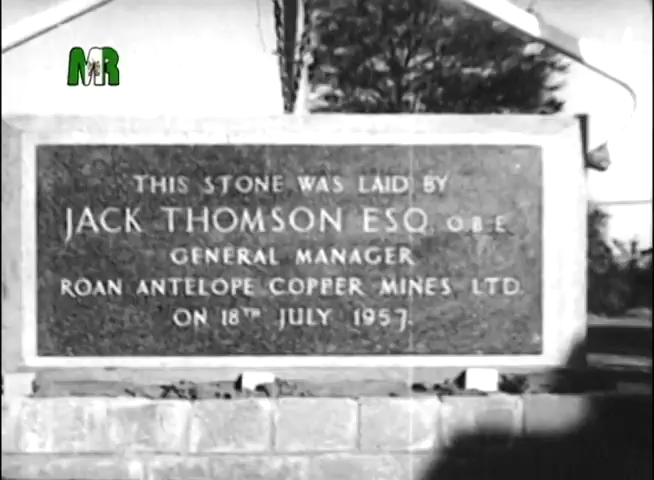 MR
THIS STONE WAS LAID BY
JACK THOMSON ESQ. O.B.E.
GENERAL MANAGER
ROAN ANTELOPE COPPER MINES LTD.
ON 18TH JULY 1957.